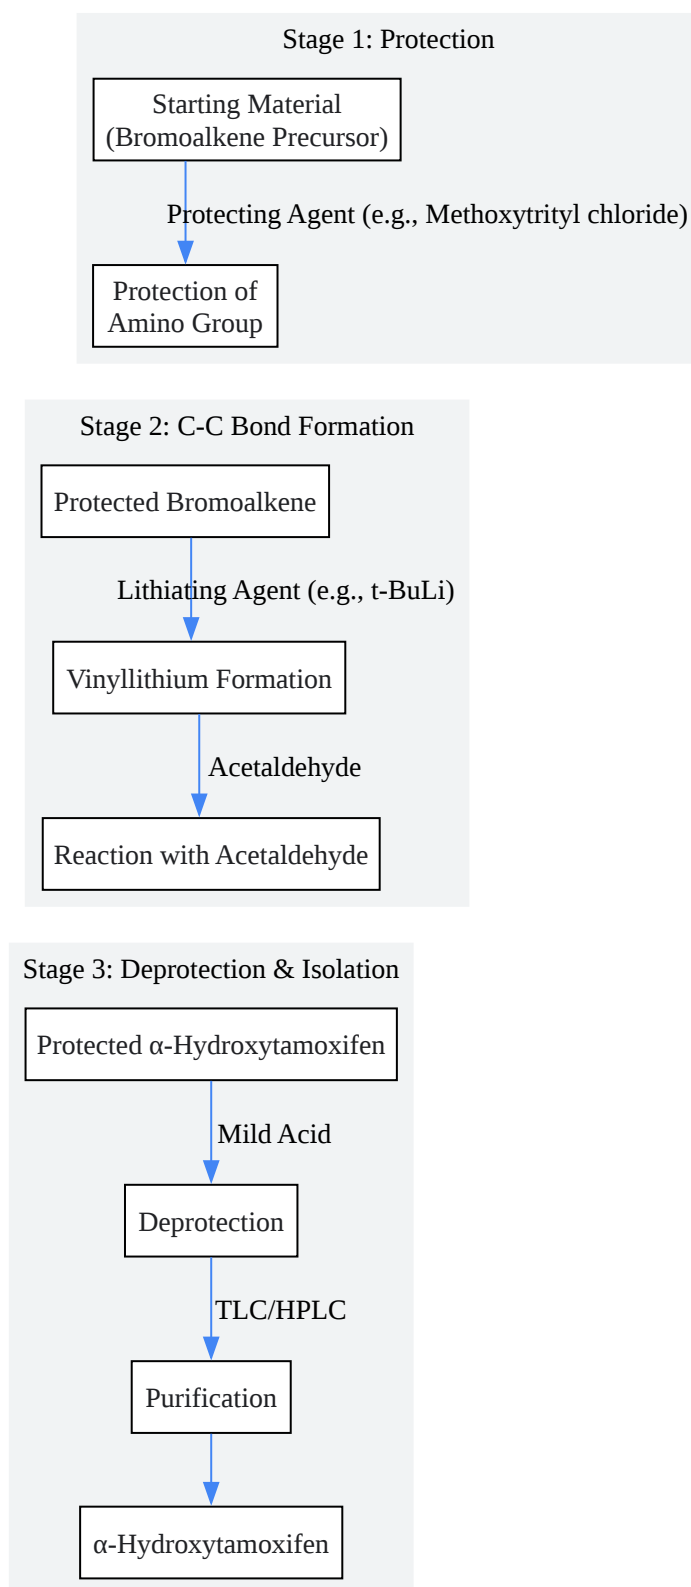 Stage 1: Protection
Starting Material
(Bromoalkene Precursor)
Protecting Agent (e.g., Methoxytrityl chloride)
Protection of
Amino Group
Stage 2: C-C Bond Formation
Protected Bromoalkene
Lithiating Agent (e.g., t-BuLi)
Vinyllithium Formation
Acetaldehyde
Reaction with Acetaldehyde
Stage 3: Deprotection & Isolation
Protected α-Hydroxytamoxifen
Mild Acid
Deprotection
TLC/HPLC
Purification
α-Hydroxytamoxifen